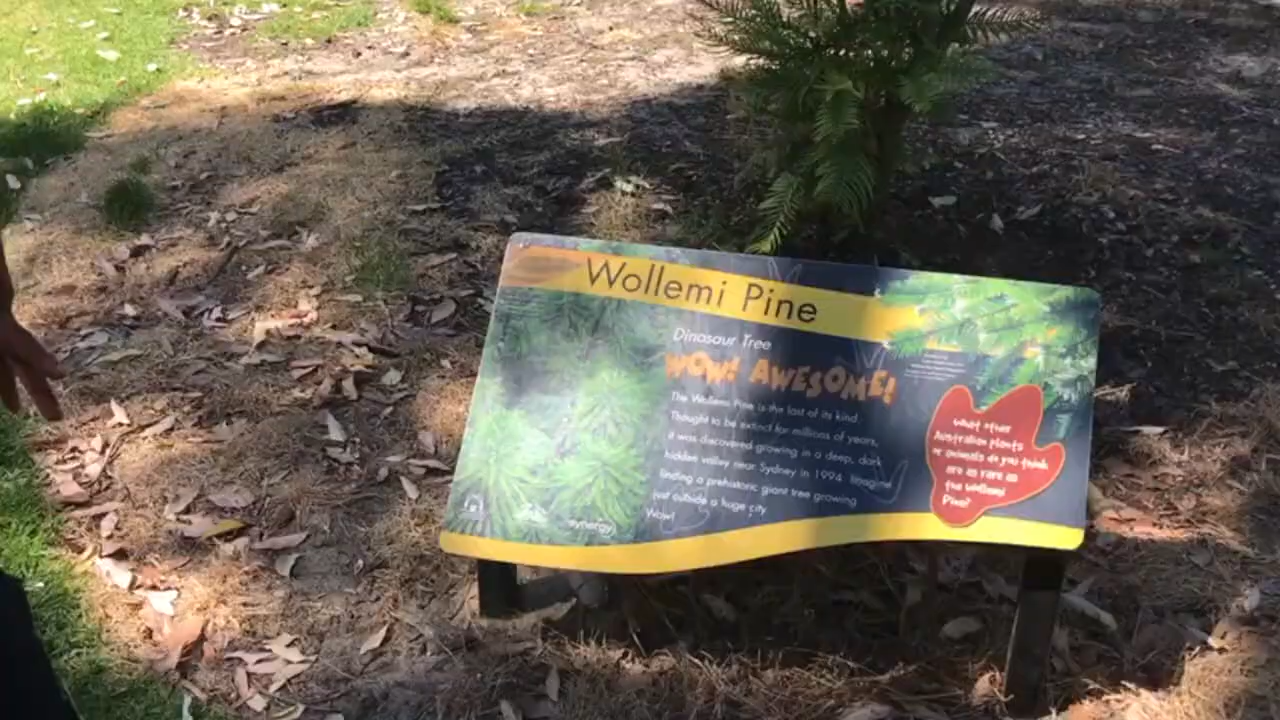 Wollemi Pine
Dinosaur Tree
WOW! AWESOME!
The Wollemi Pine is the last of its kind.
Thought to be extinct for millions of years,
it was discovered growing in a deep, dark
hidden valley near Sydney in 1994. Imagine
finding a prehistoric giant tree growing
just outside a huge city.
Wow!
What other
Australian plants
or animals do you think
are as rare as
the Wollemi
Pine?
synergy